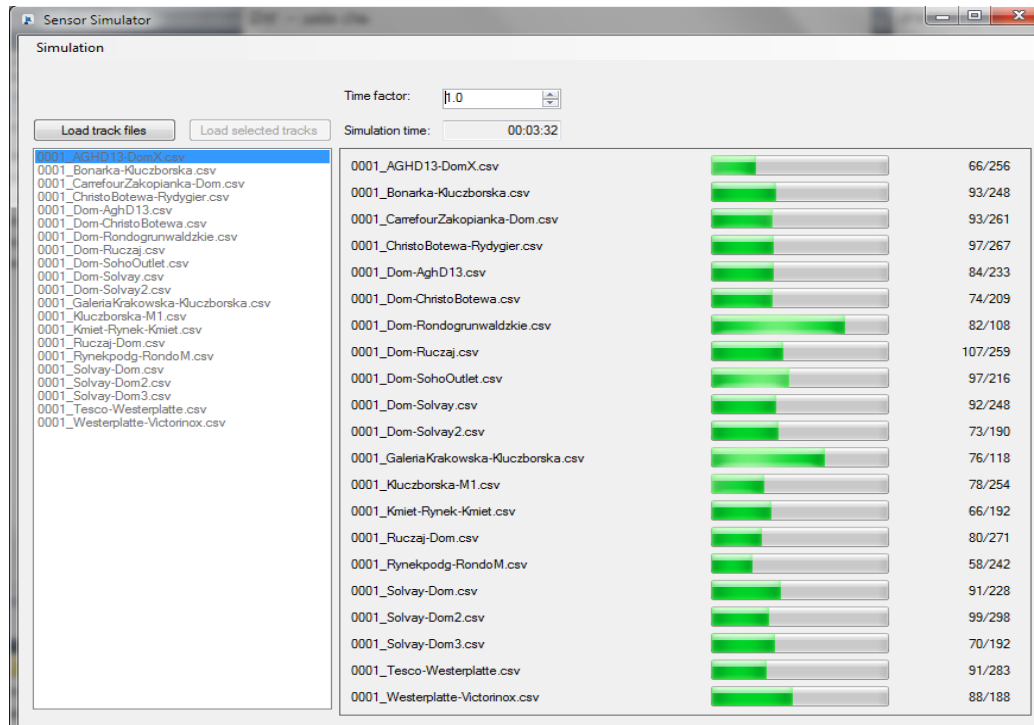 Sensor Simulator
Simulation
Time factor: 1.0
Load track files Load selected tracks Simulation time: 00:03:32
0001_AGHD13-DomX.csv
0001_Bonarka-Kluczborska.csv
0001_CarrefourZakopianka-Dom.csv
0001_ChristoBotewa-Rydygier.csv
0001_Dom-AghD13.csv
0001_Dom-ChristoBotewa.csv
0001_Dom-Rondogrunwaldzkie.csv
0001_Dom-Ruczaj.csv
0001_Dom-SohoOutlet.csv
0001_Dom-Solvay.csv
0001_Dom-Solvay2.csv
0001_GaleriaKrakowska-Kluczborska.csv
0001_Kluczborska-M1.csv
0001_Kmiet-Rynek-Kmiet.csv
0001_Ruczaj-Dom.csv
0001_Rynekpodg-RondoM.csv
0001_Solvay-Dom.csv
0001_Solvay-Dom2.csv
0001_Solvay-Dom3.csv
0001_Tesco-Westerplatte.csv
0001_Westerplatte-Victorinox.csv
0001_AGHD13-DomX.csv 66/256
0001_Bonarka-Kluczborska.csv 93/248
0001_CarrefourZakopianka-Dom.csv 93/261
0001_ChristoBotewa-Rydygier.csv 97/267
0001_Dom-AghD13.csv 84/233
0001_Dom-ChristoBotewa.csv 74/209
0001_Dom-Rondogrunwaldzkie.csv 82/108
0001_Dom-Ruczaj.csv 107/259
0001_Dom-SohoOutlet.csv 97/216
0001_Dom-Solvay.csv 92/248
0001_Dom-Solvay2.csv 73/190
0001_GaleriaKrakowska-Kluczborska.csv 76/118
0001_Kluczborska-M1.csv 78/254
0001_Kmiet-Rynek-Kmiet.csv 66/192
0001_Ruczaj-Dom.csv 80/271
0001_Rynekpodg-RondoM.csv 58/242
0001_Solvay-Dom.csv 91/228
0001_Solvay-Dom2.csv 99/298
0001_Solvay-Dom3.csv 70/192
0001_Tesco-Westerplatte.csv 91/283
0001_Westerplatte-Victorinox.csv 88/188